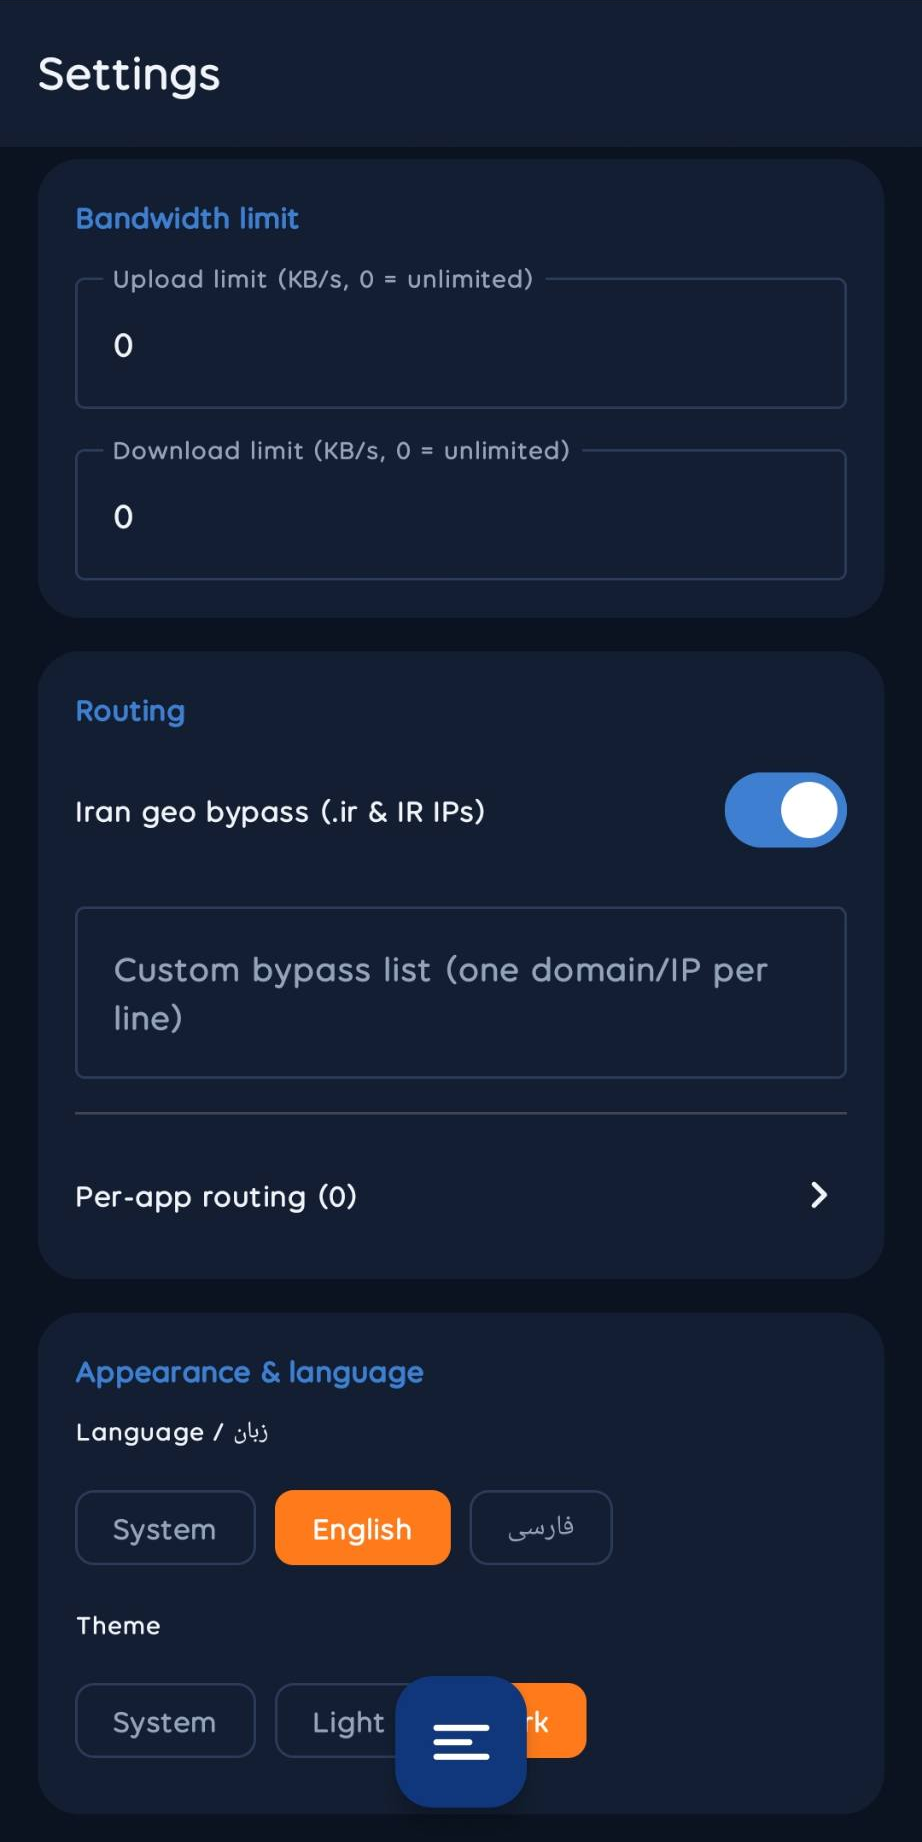 Settings
Bandwidth limit
Upload limit (KB/s, 0 = unlimited)
0
Download limit (KB/s, 0 = unlimited)
0
Routing
Iran geo bypass (.ir & IR IPs)
Custom bypass list (one domain/IP per
line)
Per-app routing (0)
Appearance & language
Language / زبان
System English فارسی
Theme
System Light